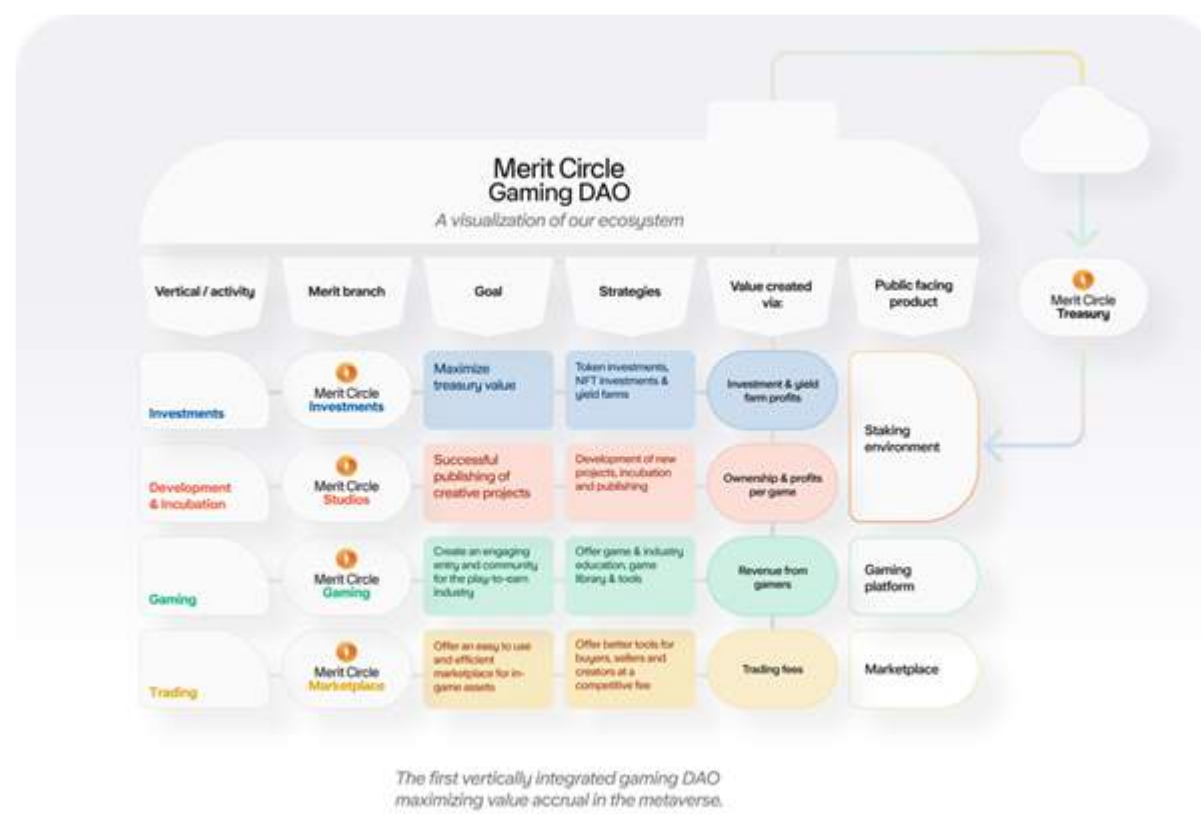 Merit Circle
Gaming DAO
A visualization of our ecosystem
Vertical / activity
Merit branch
Goal
Strategies
Value created
via:
Public facing
product
Merit Circle
Treasury
Investments
Merit Circle
Investments
Maximize
treasury value
Token investments,
NFT investments &
yield farms
Investment & yield
farm profits
Staking
environment
Development
& Incubation
Merit Circle
Studios
Successful
publishing of
creative projects
Development of new
projects, incubation
and publishing
Ownership & profits
per game
Gaming
Merit Circle
Gaming
Create an engaging
entry and community
for the play-to-earn
industry
Offer game & industry
education, game
library & tools
Revenue from
gamers
Gaming
platform
Trading
Merit Circle
Marketplace
Offer an easy to use
and efficient
marketplace for in-
game assets
Offer better tools for
buyers, sellers and
creators at a
competitive fee
Trading fees
Marketplace
The first vertically integrated gaming DAO
maximizing value accrual in the metaverse.